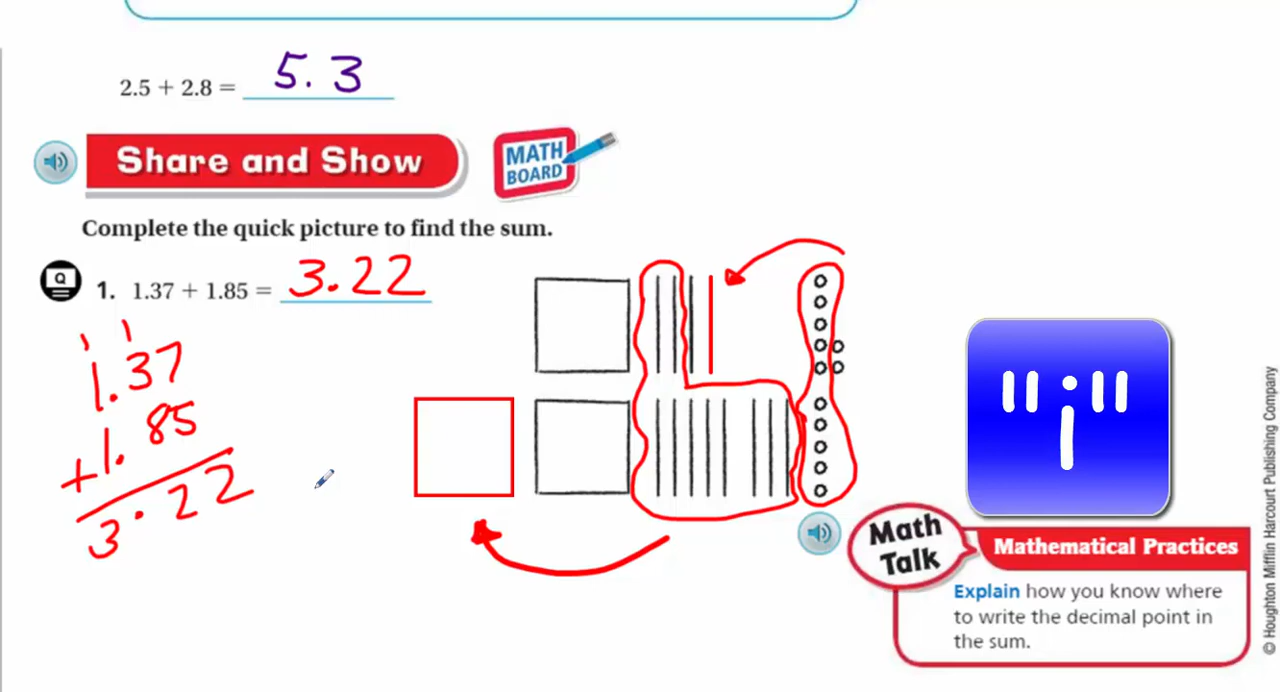 2.5 + 2.8 = 5.3
Share and Show
MATH BOARD
Complete the quick picture to find the sum.
Q
1. 1.37 + 1.85 = 3.22
1 1
1.37
+1.85
3.22
"i"
Math
Talk
Mathematical Practices
Explain how you know where
to write the decimal point in
the sum.
© Houghton Mifflin Harcourt Publishing Company